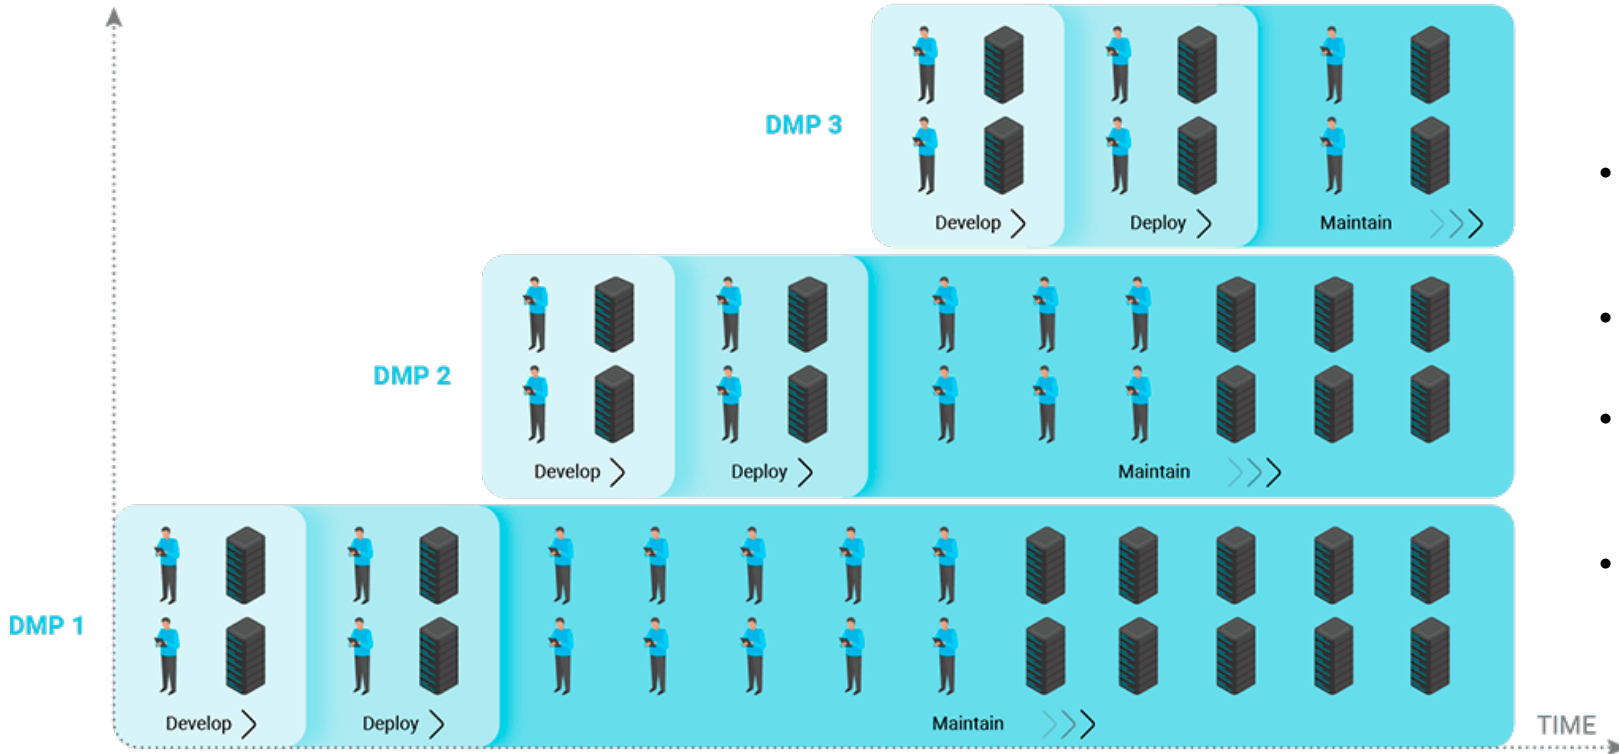 DMP 3
Develop
Deploy
Maintain
DMP 2
Develop
Deploy
Maintain
DMP 1
Develop
Deploy
Maintain
TIME